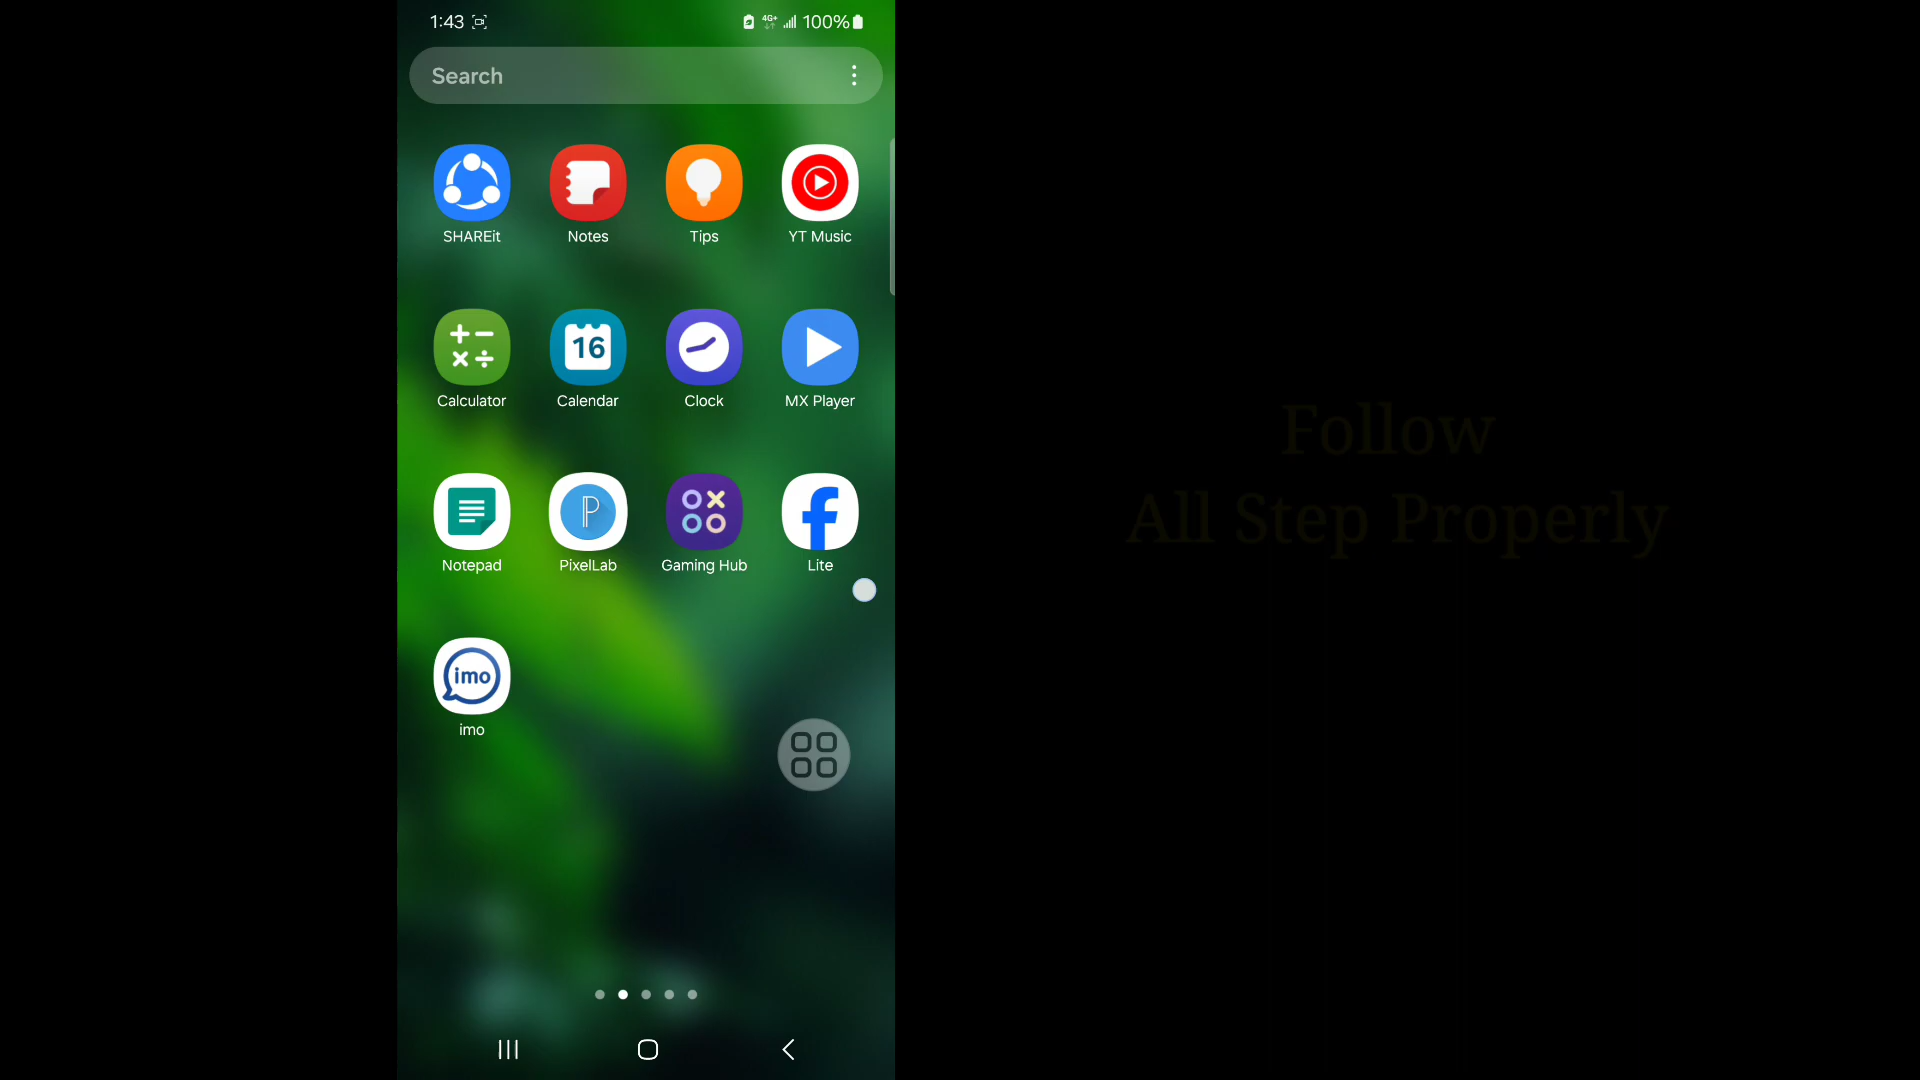 1:43 4G+ 100%
Search
SHAREit Notes Tips YT Music
16
Calculator Calendar Clock MX Player
P
Notepad PixelLab Gaming Hub Lite
imo
imo
Follow
All Step Properly